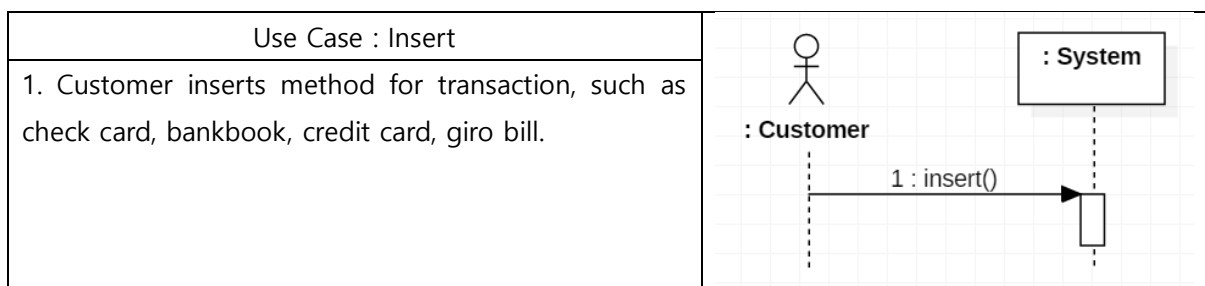 Use Case : Insert
1. Customer inserts method for transaction, such as
check card, bankbook, credit card, giro bill.
: Customer
: System
1 : insert()